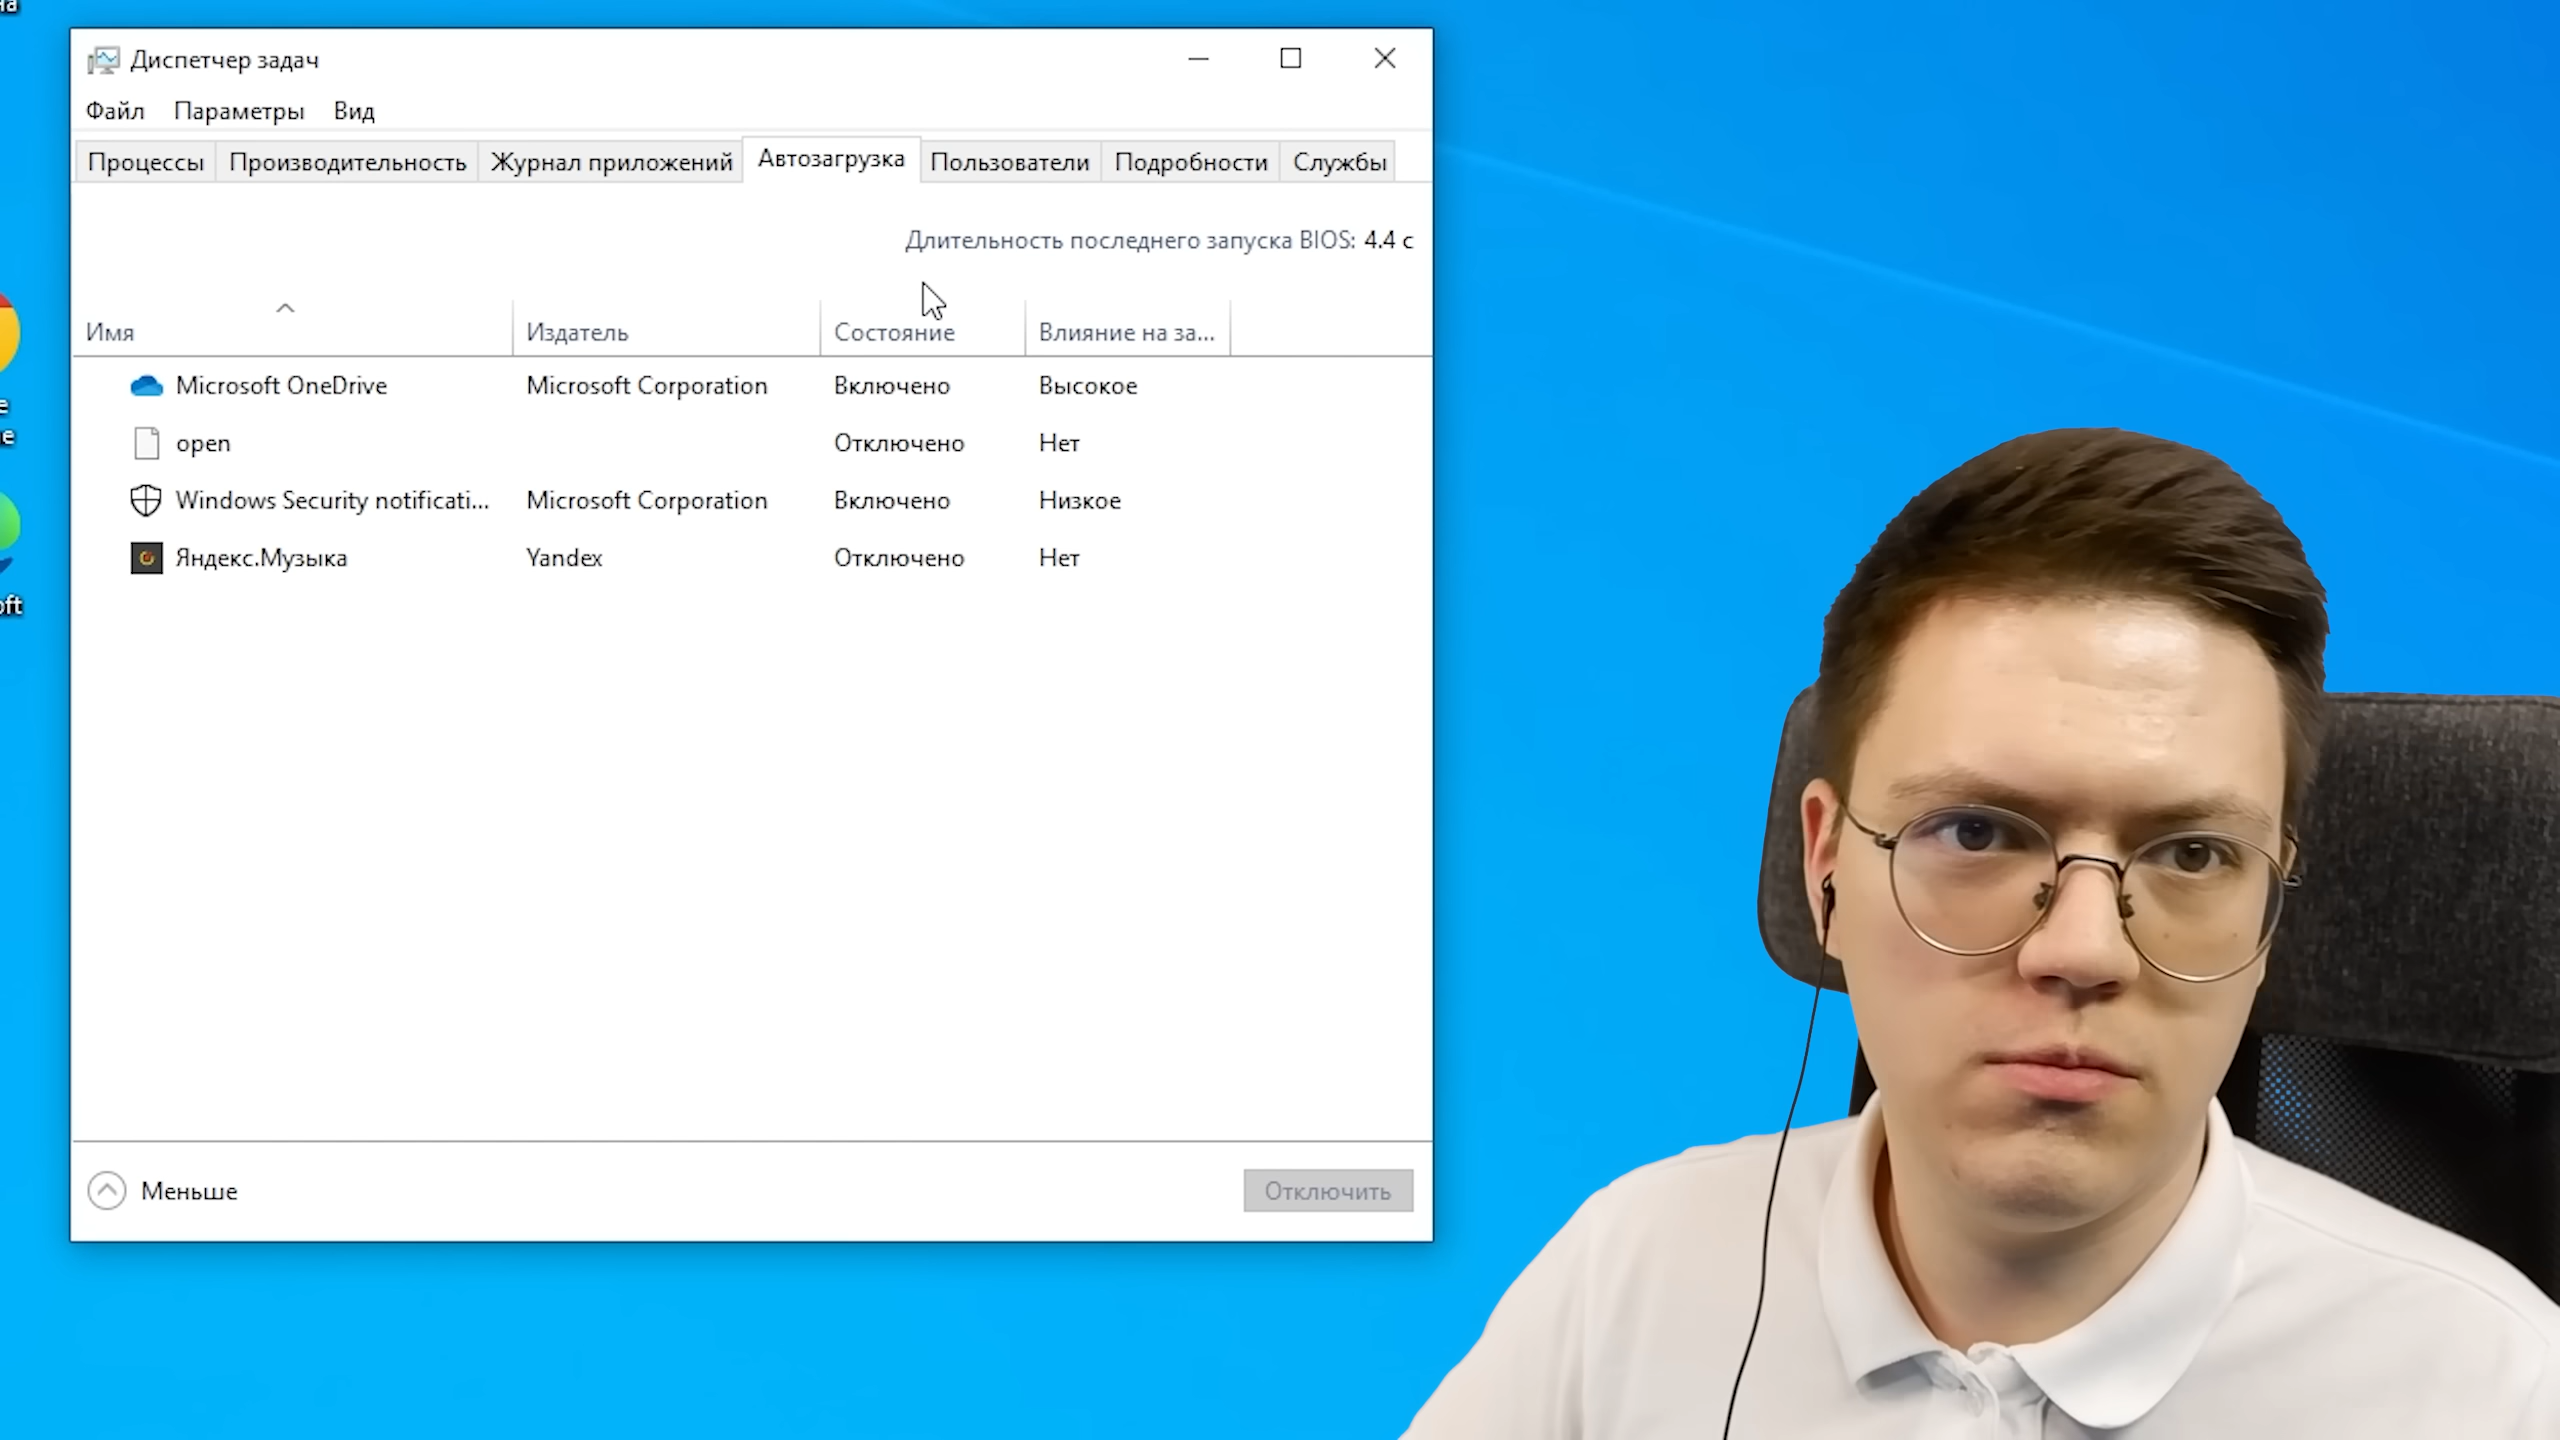 Диспетчер задач
Файл Параметры Вид
Процессы Производительность Журнал приложений Автозагрузка Пользователи Подробности Службы
Длительность последнего запуска BIOS: 4.4 с
Имя Издатель Состояние Влияние на за...
Microsoft OneDrive Microsoft Corporation Включено Высокое
open Отключено Нет
Windows Security notificati... Microsoft Corporation Включено Низкое
Яндекс.Музыка Yandex Отключено Нет
Меньше Отключить